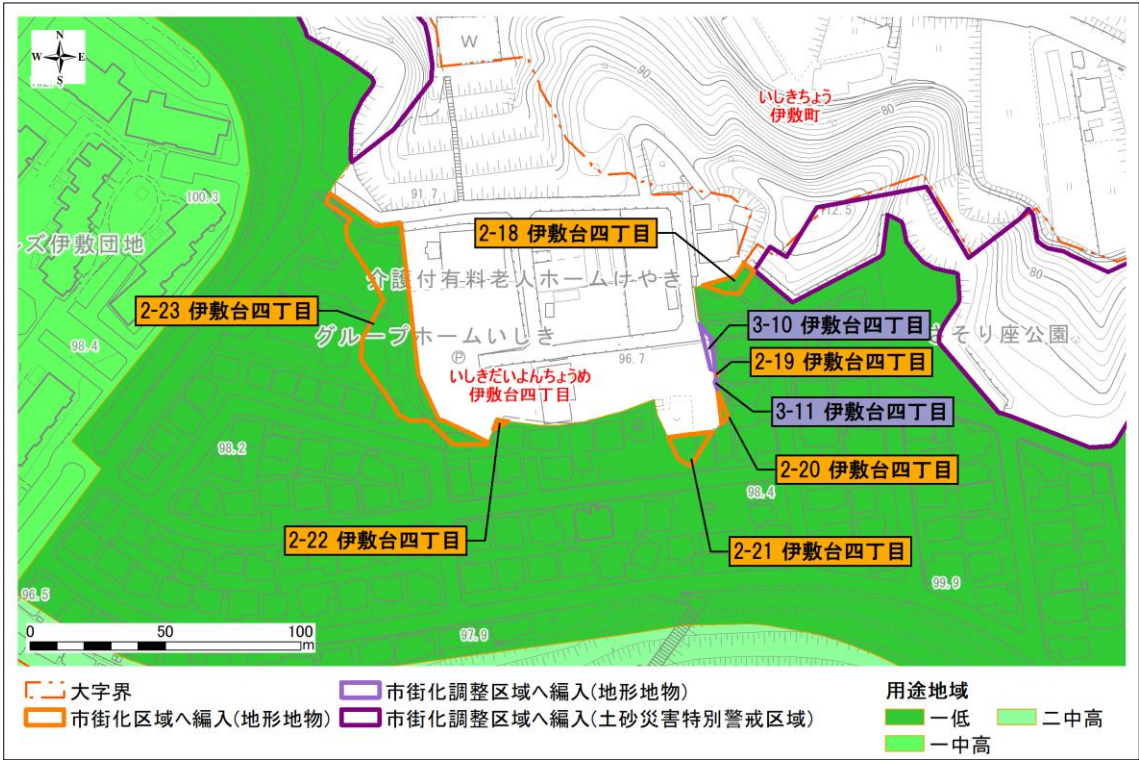 N
W E
S
W
90
80
いしきちょう
伊敷町
91.7
100.3
112.5
2-18 伊敷台四丁目
ルズ伊敷団地
介護付有料老人ホームけやき
80
2-23 伊敷台四丁目
3-10 伊敷台四丁目
グループホームいしき
さそり座公園
98.4
P
96.7
2-19 伊敷台四丁目
いしきだいよんちょうめ
伊敷台四丁目
3-11 伊敷台四丁目
98.2
2-20 伊敷台四丁目
98.4
2-22 伊敷台四丁目
2-21 伊敷台四丁目
99.9
96.5
0 50 100
m
97.9
大字界
市街化調整区域へ編入(地形地物)
用途地域
市街化区域へ編入(地形地物)
市街化調整区域へ編入(土砂災害特別警戒区域)
一低
二中高
一中高